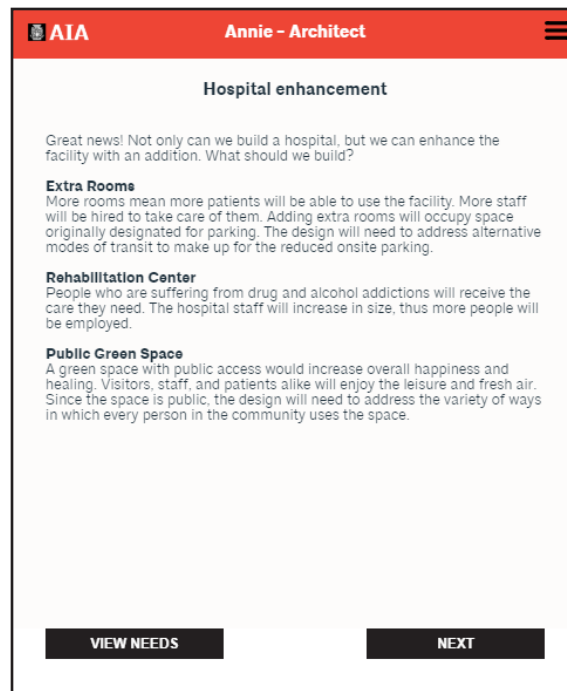 AIA
Annie – Architect
Hospital enhancement
Great news! Not only can we build a hospital, but we can enhance the
facility with an addition. What should we build?
Extra Rooms
More rooms mean more patients will be able to use the facility. More staff
will be hired to take care of them. Adding extra rooms will occupy space
originally designated for parking. The design will need to address alternative
modes of transit to make up for the reduced onsite parking.
Rehabilitation Center
People who are suffering from drug and alcohol addictions will receive the
care they need. The hospital staff will increase in size, thus more people will
be employed.
Public Green Space
A green space with public access would increase overall happiness and
healing. Visitors, staff, and patients alike will enjoy the leisure and fresh air.
Since the space is public, the design will need to address the variety of ways
in which every person in the community uses the space.
VIEW NEEDS
NEXT